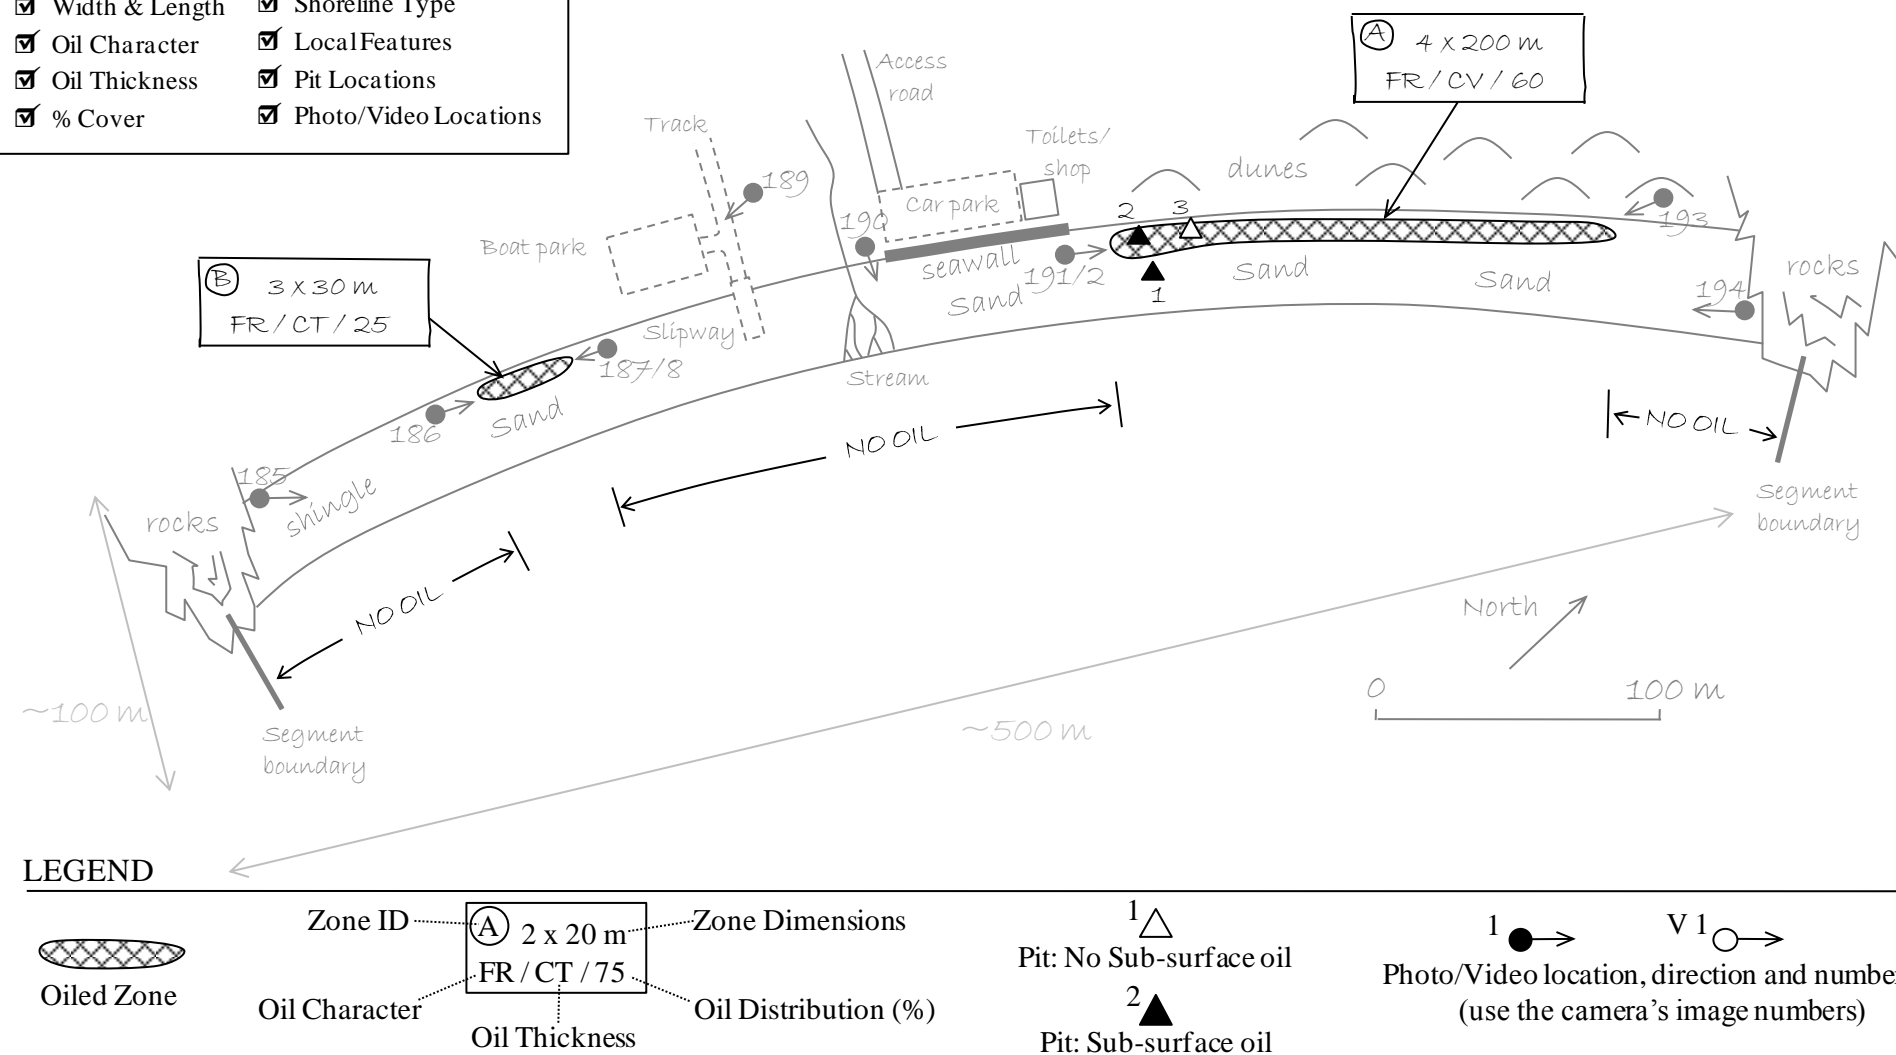 Width & Length
Shoreline Type
Oil Character
Local Features
Oil Thickness
Pit Locations
% Cover
Photo/Video Locations
A 4 x 200 m
FR / CV / 60
Access
road
Track
Toilets/
shop
dunes
189
Car park
190
193
2
3
Boat park
seawall
191/2
Sand
Sand
Sand
1
rocks
194
B 3 x 30 m
FR / CT / 25
Slipway
187/8
Stream
186
Sand
NO OIL
NO OIL
185
shingle
rocks
Segment
boundary
NO OIL
North
~100 m
0
100 m
~500 m
Segment
boundary
LEGEND
Oiled Zone
Zone ID
A 2 x 20 m
FR / CT / 75
Zone Dimensions
Oil Character
Oil Thickness
Oil Distribution (%)
1
Pit: No Sub-surface oil
2
Pit: Sub-surface oil
1
V 1
Photo/Video location, direction and numbe
(use the camera's image numbers)